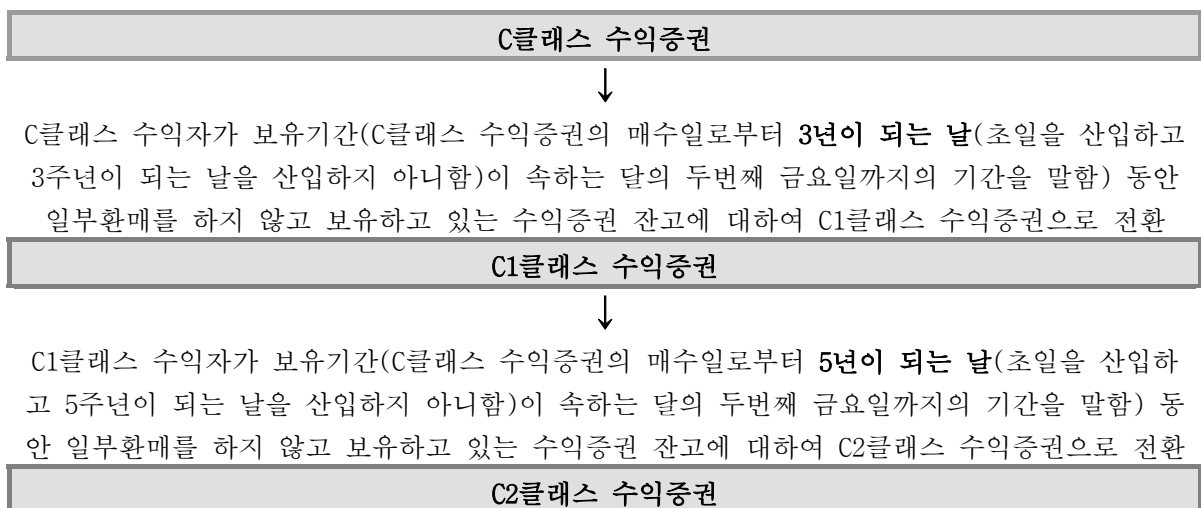 C클래스 수익증권
↓
C클래스 수익자가 보유기간(C클래스 수익증권의 매수일로부터 3년이 되는 날(초일을 산입하고
3주년이 되는 날을 산입하지 아니함)이 속하는 달의 두번째 금요일까지의 기간을 말함) 동안
일부환매를 하지 않고 보유하고 있는 수익증권 잔고에 대하여 C1클래스 수익증권으로 전환
C1클래스 수익증권
↓
C1클래스 수익자가 보유기간(C클래스 수익증권의 매수일로부터 5년이 되는 날(초일을 산입하
고 5주년이 되는 날을 산입하지 아니함)이 속하는 달의 두번째 금요일까지의 기간을 말함) 동
안 일부환매를 하지 않고 보유하고 있는 수익증권 잔고에 대하여 C2클래스 수익증권으로 전환
C2클래스 수익증권